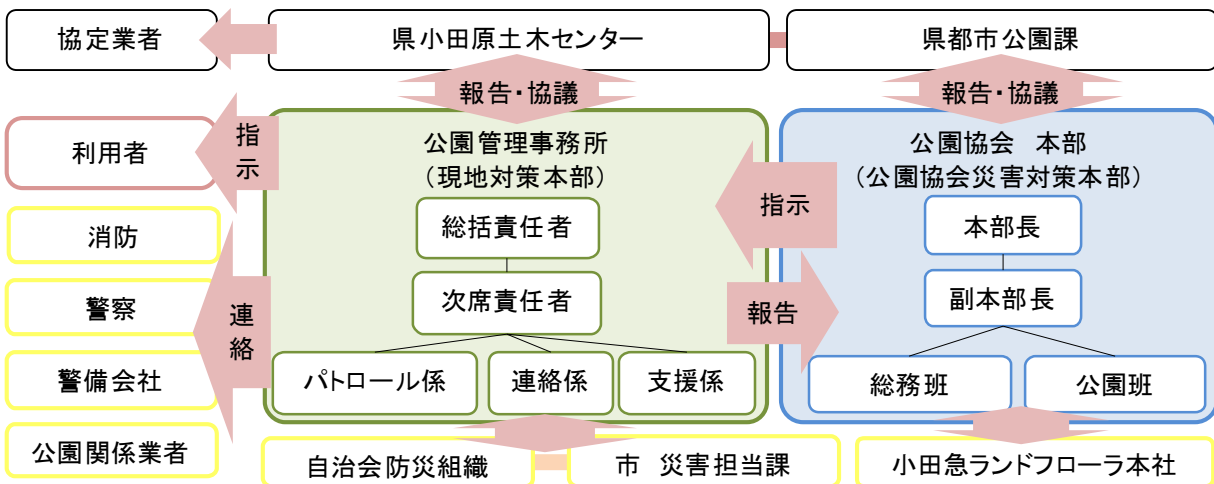 協定業者
県小田原土木センター
県都市公園課
報告・協議
報告・協議
利用者
指示
公園管理事務所
（現地対策本部）
公園協会　本部
（公園協会災害対策本部）
指示
消防
総括責任者
本部長
警察
連絡
次席責任者
報告
副本部長
警備会社
パトロール係
連絡係
支援係
総務班
公園班
公園関係業者
自治会防災組織
市　災害担当課
小田急ランドフローラ本社